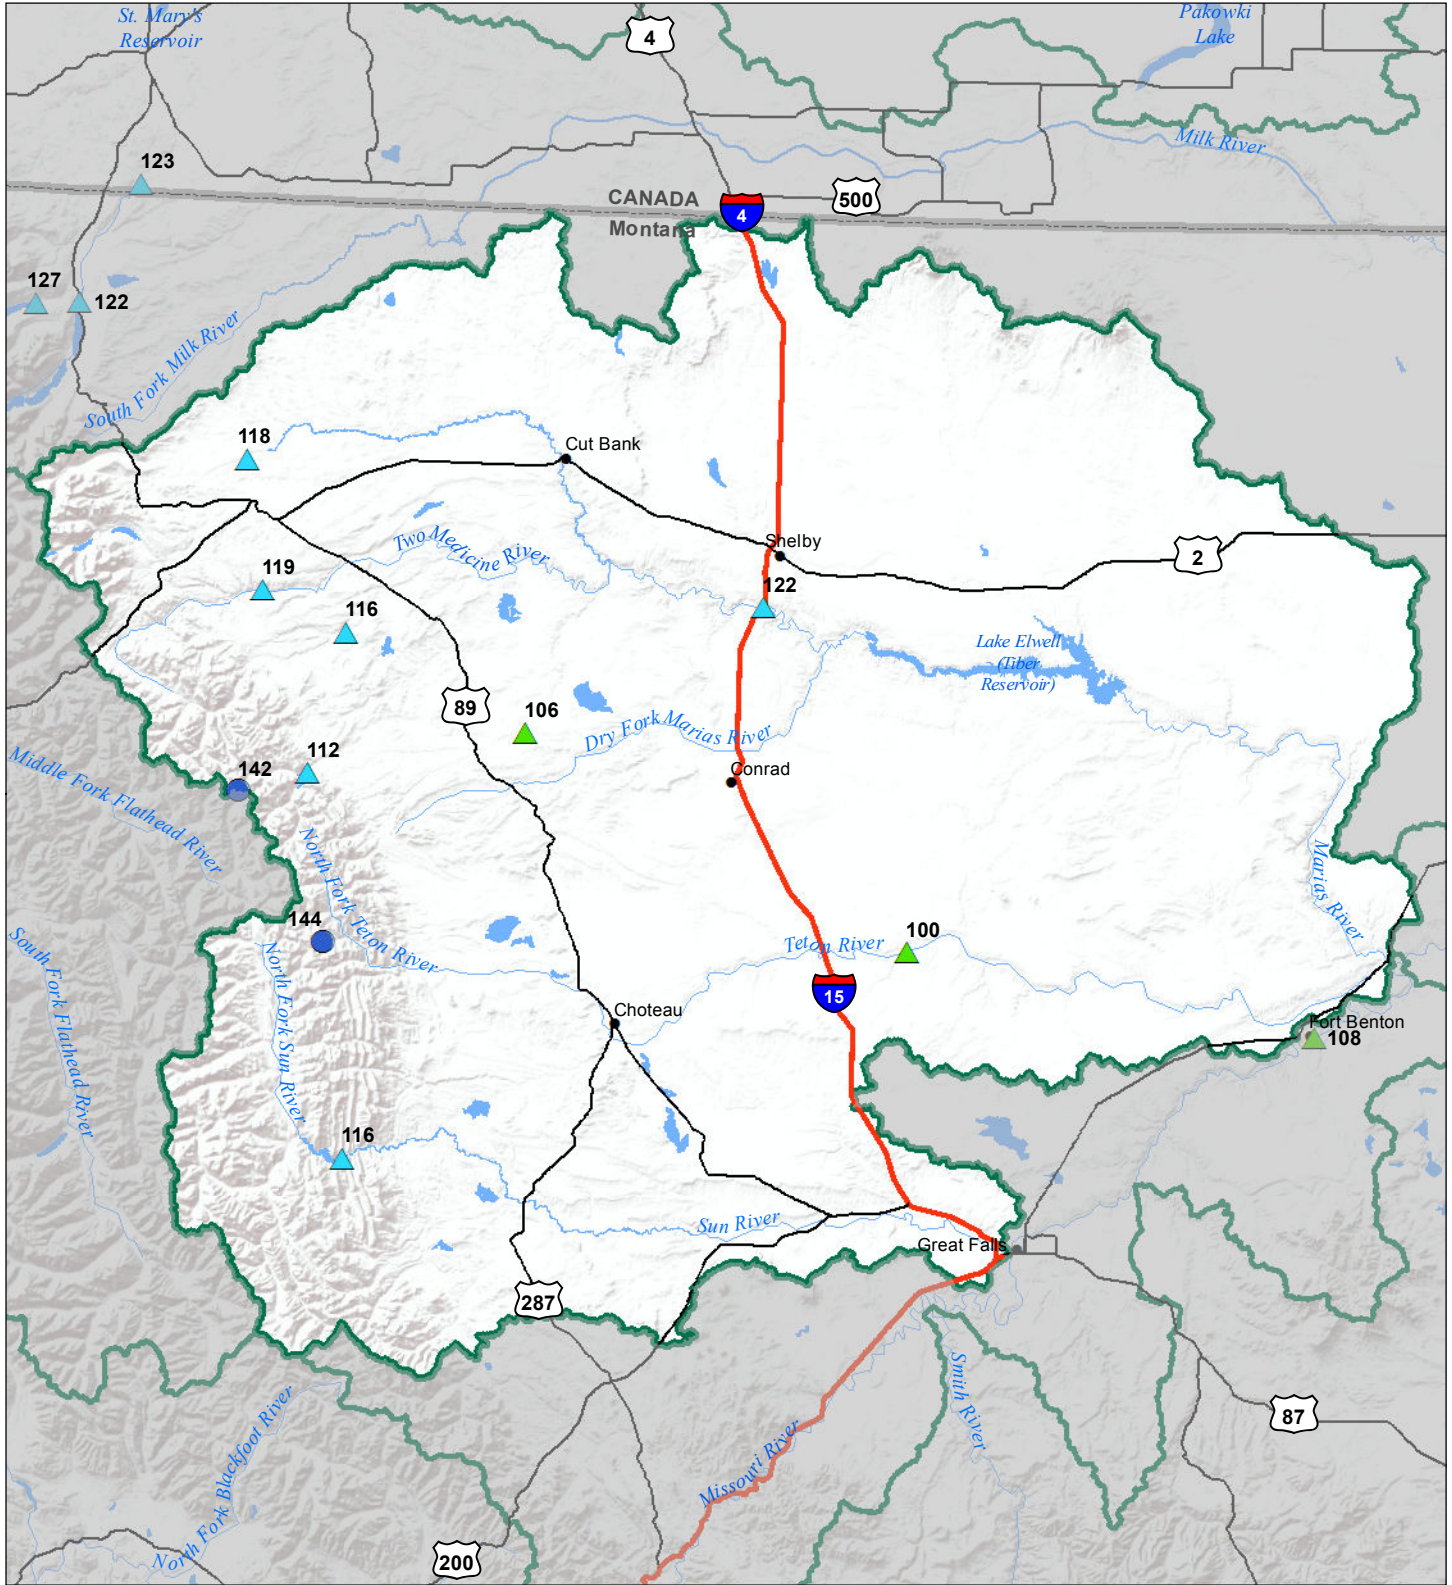 St. Mary's
Reservoir
4
Pakowki
Lake
Milk River
123
CANADA
Montana
4
500
127
122
South Fork Milk River
118
Cut Bank
Two Medicine River
Shelby
2
119
116
122
Lake Elwell
(Tiber
Reservoir)
89
106
Dry Fork Marias River
Conrad
112
142
Middle Fork Flathead River
North Fork Teton River
Marias River
144
South Fork Flathead River
North Fork Sun River
Teton River
100
15
Choteau
Fort Benton
108
116
Sun River
Great Falls
287
Smith River
87
Missouri River
North Fork Blackfoot River
200